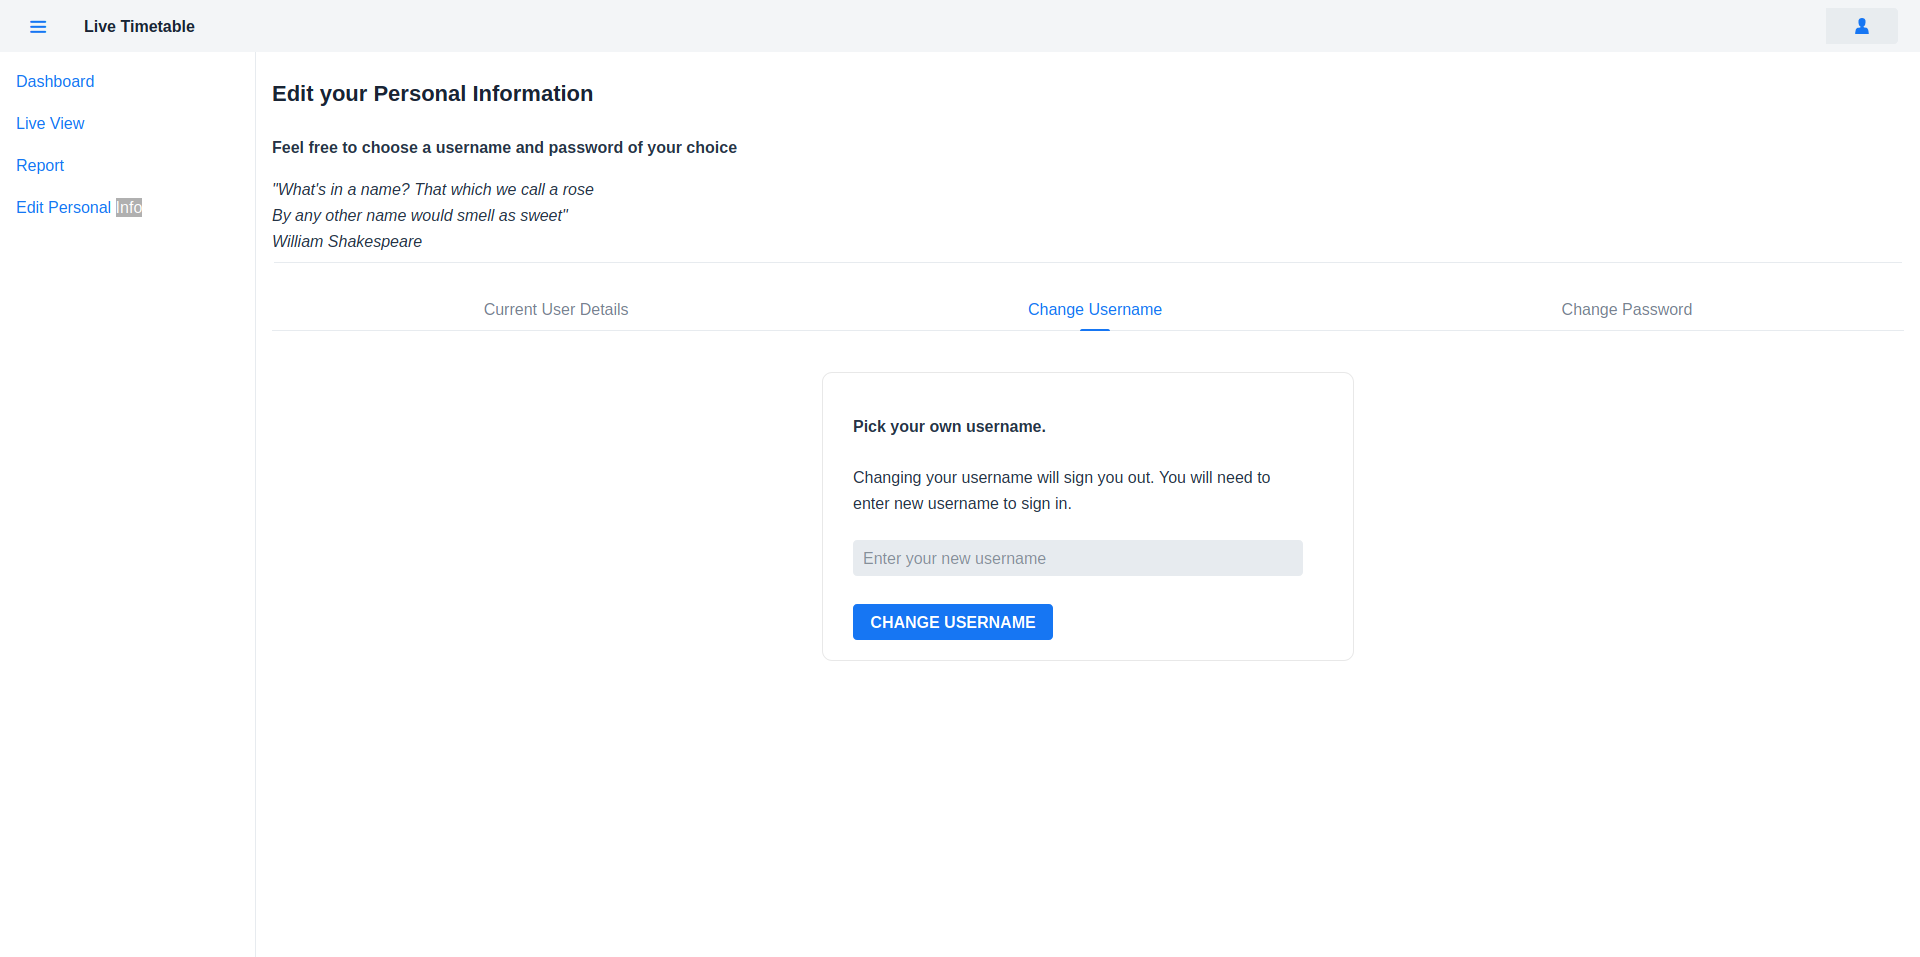 Live Timetable
Dashboard
Live View
Report
Edit Personal Info
Edit your Personal Information
Feel free to choose a username and password of your choice
"What's in a name? That which we call a rose
By any other name would smell as sweet"
William Shakespeare
Current User Details
Change Username
Change Password
Pick your own username.
Changing your username will sign you out. You will need to
enter new username to sign in.
Enter your new username
CHANGE USERNAME